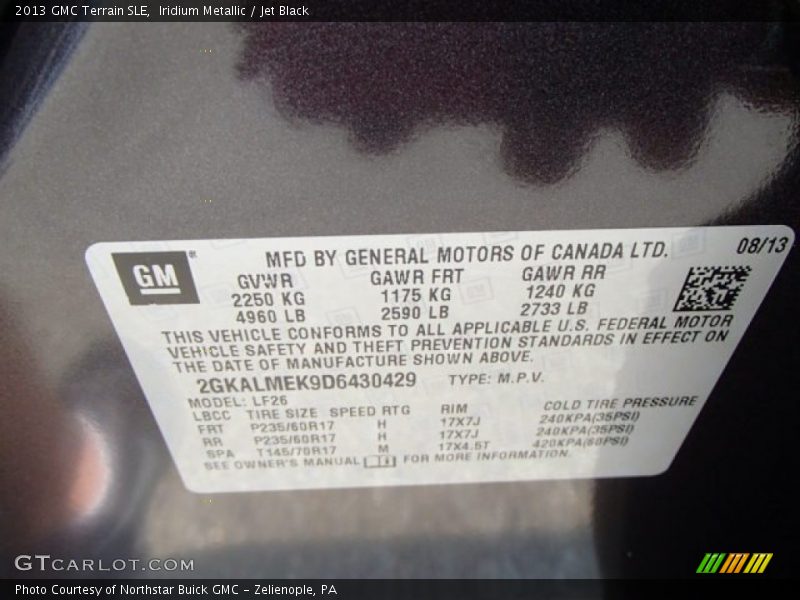 2013 GMC Terrain SLE,  Iridium Metallic / Jet Black
MFD BY GENERAL MOTORS OF CANADA LTD. 08/13
GM
GVWR GAWR FRT GAWR RR
2250 KG 1175 KG 1240 KG
4960 LB 2590 LB 2733 LB
THIS VEHICLE CONFORMS TO ALL APPLICABLE U.S. FEDERAL MOTOR
VEHICLE SAFETY AND THEFT PREVENTION STANDARDS IN EFFECT ON
THE DATE OF MANUFACTURE SHOWN ABOVE.
2GKALMEK9D6430429 TYPE: M.P.V.
MODEL: LF26
LBCC TIRE SIZE SPEED RTG RIM COLD TIRE PRESSURE
FRT P235/60R17 H 17X7J 240KPA(35PSI)
RR P235/60R17 H 17X7J 240KPA(35PSI)
SPA T145/70R17 M 17X4.5T 420KPA(60PSI)
SEE OWNER'S MANUAL FOR MORE INFORMATION.
GTCARLOT.COM
Photo Courtesy of Northstar Buick GMC - Zelienople, PA